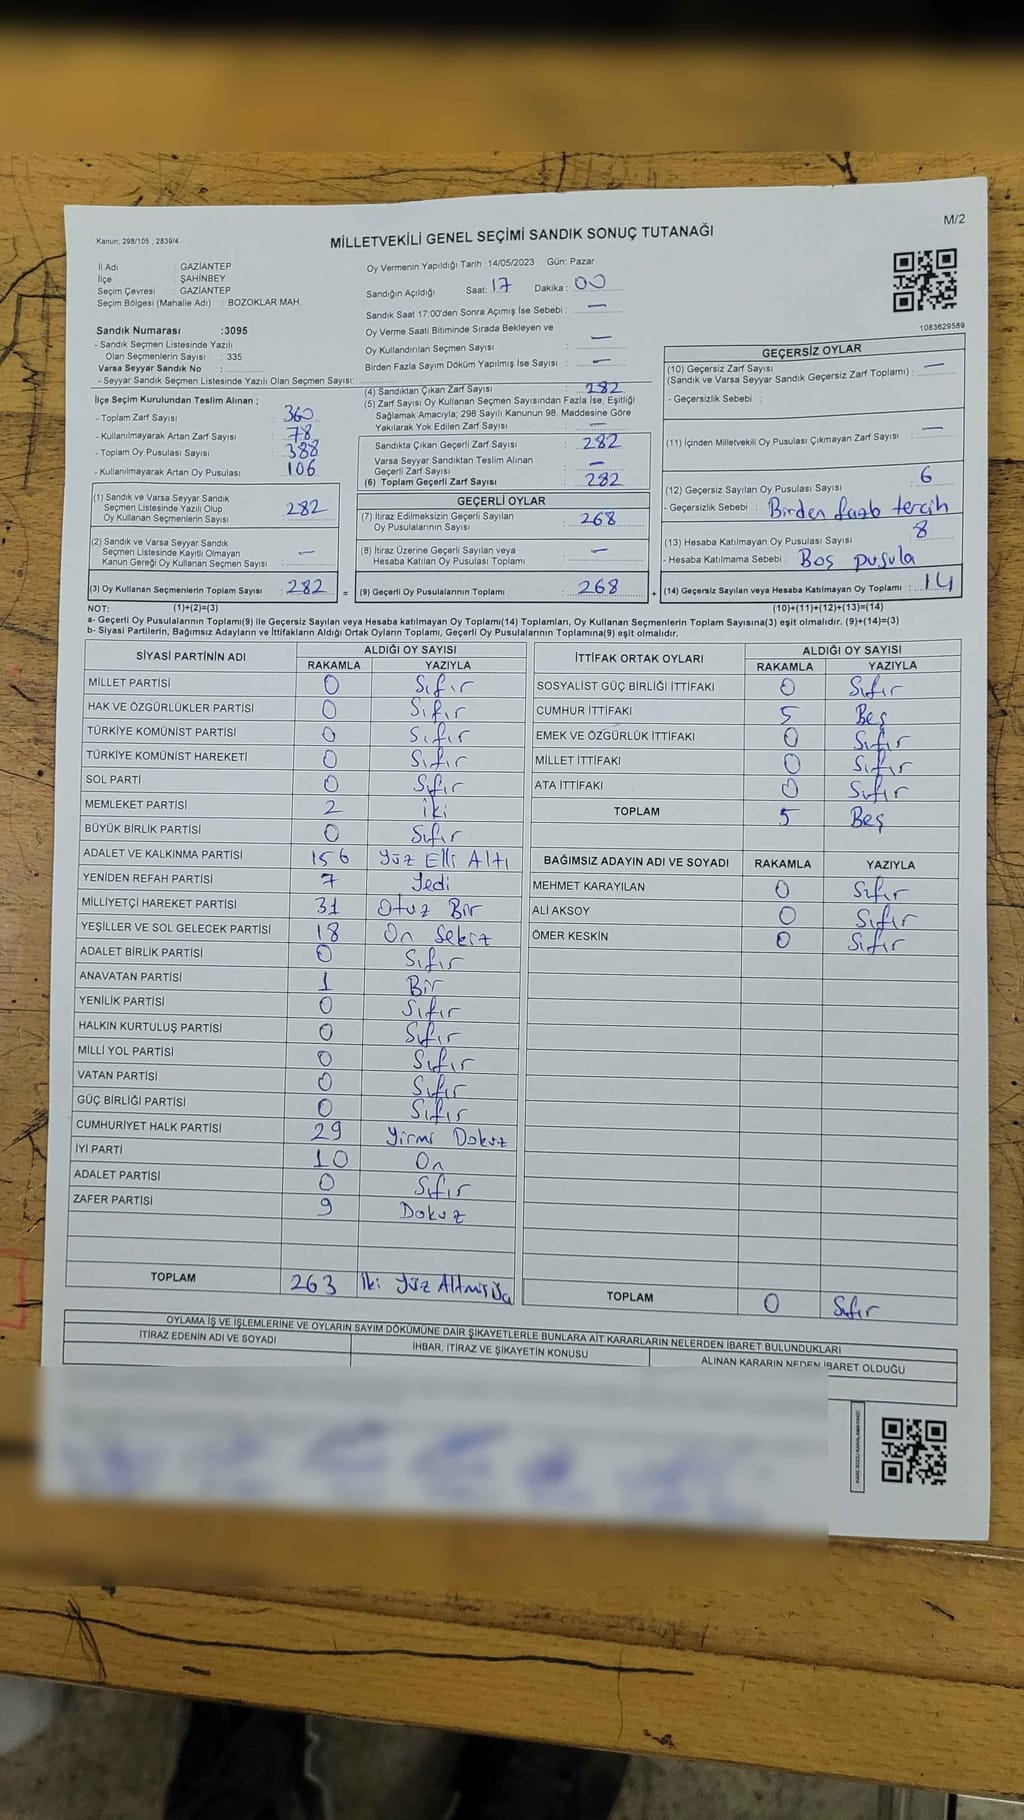 M/2
Kanun: 298/105 , 2839/4
MİLLETVEKİLİ GENEL SEÇİMİ SANDIK SONUÇ TUTANAĞI
İl Adı : GAZİANTEP
İlçe : ŞAHİNBEY
Seçim Çevresi : GAZİANTEP
Seçim Bölgesi (Mahalle Adı) : BOZOKLAR MAH.
Sandık Numarası :3095
- Sandık Seçmen Listesinde Yazılı
Olan Seçmenlerin Sayısı : 335
Varsa Seyyar Sandık No :
- Seyyar Sandık Seçmen Listesinde Yazılı Olan Seçmen Sayısı:
Oy Vermenin Yapıldığı Tarih :14/05/2023 Gün: Pazar
Sandığın Açıldığı Saat: 17 Dakika : 00
Sandık Saat 17:00'den Sonra Açımış İse Sebebi : —
Oy Verme Saati Bitiminde Sırada Bekleyen ve
Oy Kullandırılan Seçmen Sayısı : —
Birden Fazla Sayım Döküm Yapılmış İse Sayısı : —
1083629589
İlçe Seçim Kurulundan Teslim Alınan ;
- Toplam Zarf Sayısı : 360
- Kullanılmayarak Artan Zarf Sayısı : 78
- Toplam Oy Pusulası Sayısı : 388
- Kullanılmayarak Artan Oy Pusulası : 106
(1) Sandık ve Varsa Seyyar Sandık
Seçmen Listesinde Yazılı Olup
Oy Kullanan Seçmenlerin Sayısı : 282
(2) Sandık ve Varsa Seyyar Sandık
Seçmen Listesinde Kayıtlı Olmayan
Kanun Gereği Oy Kullanan Seçmen Sayısı : —
(3) Oy Kullanan Seçmenlerin Toplam Sayısı : 282 =
(4) Sandıktan Çıkan Zarf Sayısı : 282
(5) Zarf Sayısı Oy Kullanan Seçmen Sayısından Fazla İse, Eşitliği
Sağlamak Amacıyla; 298 Sayılı Kanunun 98. Maddesine Göre
Yakılarak Yok Edilen Zarf Sayısı :
Sandıkta Çıkan Geçerli Zarf Sayısı : 282
Varsa Seyyar Sandıktan Teslim Alınan
Geçerli Zarf Sayısı : —
(6) Toplam Geçerli Zarf Sayısı : 282
GEÇERLİ OYLAR
(7) İtiraz Edilmeksizin Geçerli Sayılan
Oy Pusulalarının Sayısı : 268
(8) İtiraz Üzerine Geçerli Sayılan veya
Hesaba Katılan Oy Pusulası Toplamı : —
(9) Geçerli Oy Pusulalarının Toplamı : 268 +
GEÇERSİZ OYLAR
(10) Geçersiz Zarf Sayısı
(Sandık ve Varsa Seyyar Sandık Geçersiz Zarf Toplamı) : —
- Geçersizlik Sebebi :
(11) İçinden Milletvekili Oy Pusulası Çıkmayan Zarf Sayısı : —
(12) Geçersiz Sayılan Oy Pusulası Sayısı : 6
- Geçersizlik Sebebi : Birden fazla tercih
(13) Hesaba Katılmayan Oy Pusulası Sayısı : 8
- Hesaba Katılmama Sebebi : Boş pusula
(14) Geçersiz Sayılan veya Hesaba Katılmayan Oy Toplamı : 14
NOT: (1)+(2)=(3) (10)+(11)+(12)+(13)=(14)
a- Geçerli Oy Pusulalarının Toplamı(9) ile Geçersiz Sayılan veya Hesaba katılmayan Oy Toplamı(14) Toplamları, Oy Kullanan Seçmenlerin Toplam Sayısına(3) eşit olmalıdır. (9)+(14)=(3)
b- Siyasi Partilerin, Bağımsız Adayların ve İttifakların Aldığı Ortak Oyların Toplamı, Geçerli Oy Pusulalarının Toplamına(9) eşit olmalıdır.
SİYASİ PARTİNİN ADI ALDIĞI OY SAYISI
RAKAMLA YAZIYLA
MİLLET PARTİSİ 0 Sıfır
HAK VE ÖZGÜRLÜKLER PARTİSİ 0 Sıfır
TÜRKİYE KOMÜNİST PARTİSİ 0 Sıfır
TÜRKİYE KOMÜNİST HAREKETİ 0 Sıfır
SOL PARTİ 0 Sıfır
MEMLEKET PARTİSİ 2 iki
BÜYÜK BİRLİK PARTİSİ 0 Sıfır
ADALET VE KALKINMA PARTİSİ 156 Yüz Elli Altı
YENİDEN REFAH PARTİSİ 7 Yedi
MİLLİYETÇİ HAREKET PARTİSİ 31 Otuz Bir
YEŞİLLER VE SOL GELECEK PARTİSİ 18 On Sekiz
ADALET BİRLİK PARTİSİ 0 Sıfır
ANAVATAN PARTİSİ 1 Bir
YENİLİK PARTİSİ 0 Sıfır
HALKIN KURTULUŞ PARTİSİ 0 Sıfır
MİLLİ YOL PARTİSİ 0 Sıfır
VATAN PARTİSİ 0 Sıfır
GÜÇ BİRLİĞİ PARTİSİ 0 Sıfır
CUMHURİYET HALK PARTİSİ 29 Yirmi Dokuz
İYİ PARTİ 10 On
ADALET PARTİSİ 0 Sıfır
ZAFER PARTİSİ 9 Dokuz
TOPLAM 263 İki Yüz
İTTİFAK ORTAK OYLARI ALDIĞI OY SAYISI
RAKAMLA YAZIYLA
SOSYALİST GÜÇ BİRLİĞİ İTTİFAKI 0 Sıfır
CUMHUR İTTİFAKI 5 Beş
EMEK VE ÖZGÜRLÜK İTTİFAKI 0 Sıfır
MİLLET İTTİFAKI 0 Sıfır
ATA İTTİFAKI 0 Sıfır
TOPLAM 5 Beş
BAĞIMSIZ ADAYIN ADI VE SOYADI RAKAMLA YAZIYLA
MEHMET KARAYILAN 0 Sıfır
ALİ AKSOY 0 Sıfır
ÖMER KESKİN 0 Sıfır
TOPLAM 0 Sıfır
OYLAMA İŞ VE İŞLEMLERİNE VE OYLARIN SAYIM DÖKÜMÜNE DAİR ŞİKAYETLERLE BUNLARA AİT KARARLARIN NELERDEN İBARET BULUNDUKLARI
İTİRAZ EDENİN ADI VE SOYADI İHBAR, İTİRAZ VE ŞİKAYETİN KONUSU ALINAN KARARIN NEDEN İBARET OLDUĞU